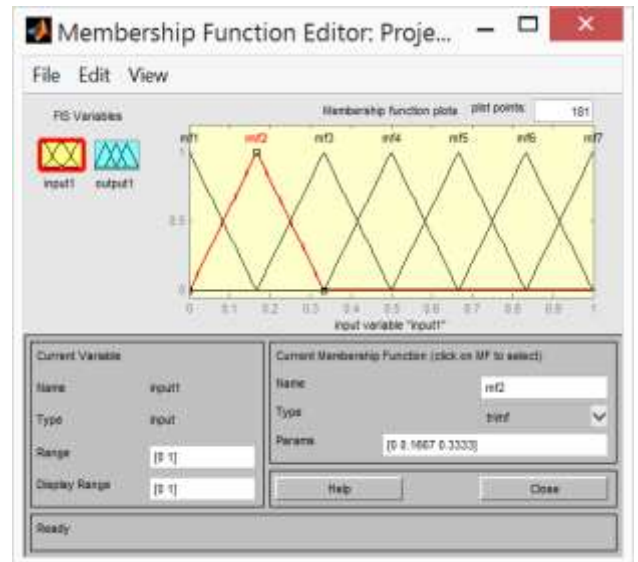 Membership Function Editor: Proje...
File Edit View
FIS Variables
Membership function plots plot points: 181
mf1 mf2 mf3 mf4 mf5 mf6 mf7
input1 output1
1
0.5
0
0 0.1 0.2 0.3 0.4 0.5 0.6 0.7 0.8 0.9 1
input variable "input1"
Current Variable
Name input1
Type input
Range [0 1]
Display Range [0 1]
Current Membership Function (click on MF to select)
Name mf2
Type trimf
Params [0 0.1667 0.3333]
Help Close
Ready